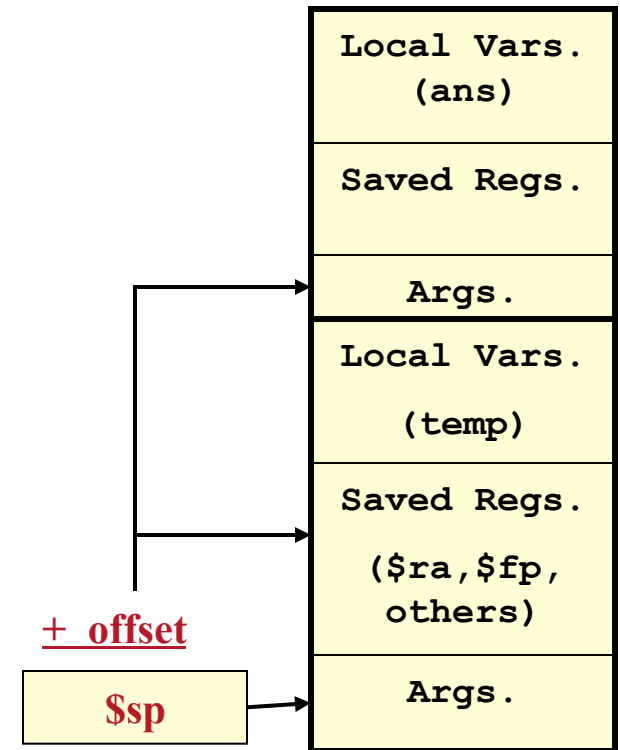 Local Vars.
(ans)
Saved Regs.
Args.
Local Vars.
(temp)
Saved Regs.
($ra,$fp,
others)
Args.
+ offset
$sp